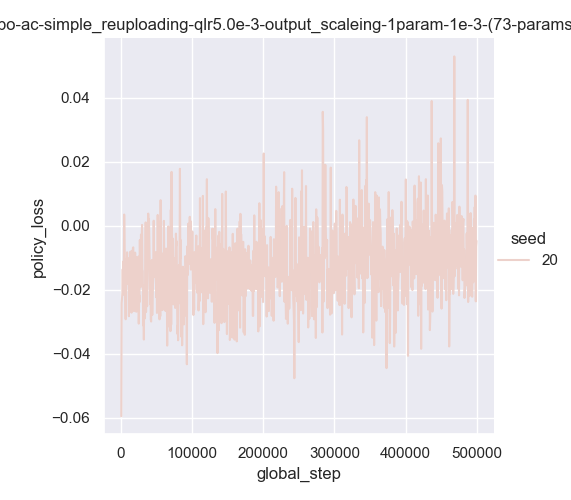 po-ac-simple_reuploading-qlr5.0e-3-output_scaleing-1param-1e-3-(73-params
0.04
0.02
0.00
−0.02
−0.04
−0.06
policy_loss
0 100000 200000 300000 400000 500000
global_step
seed
20